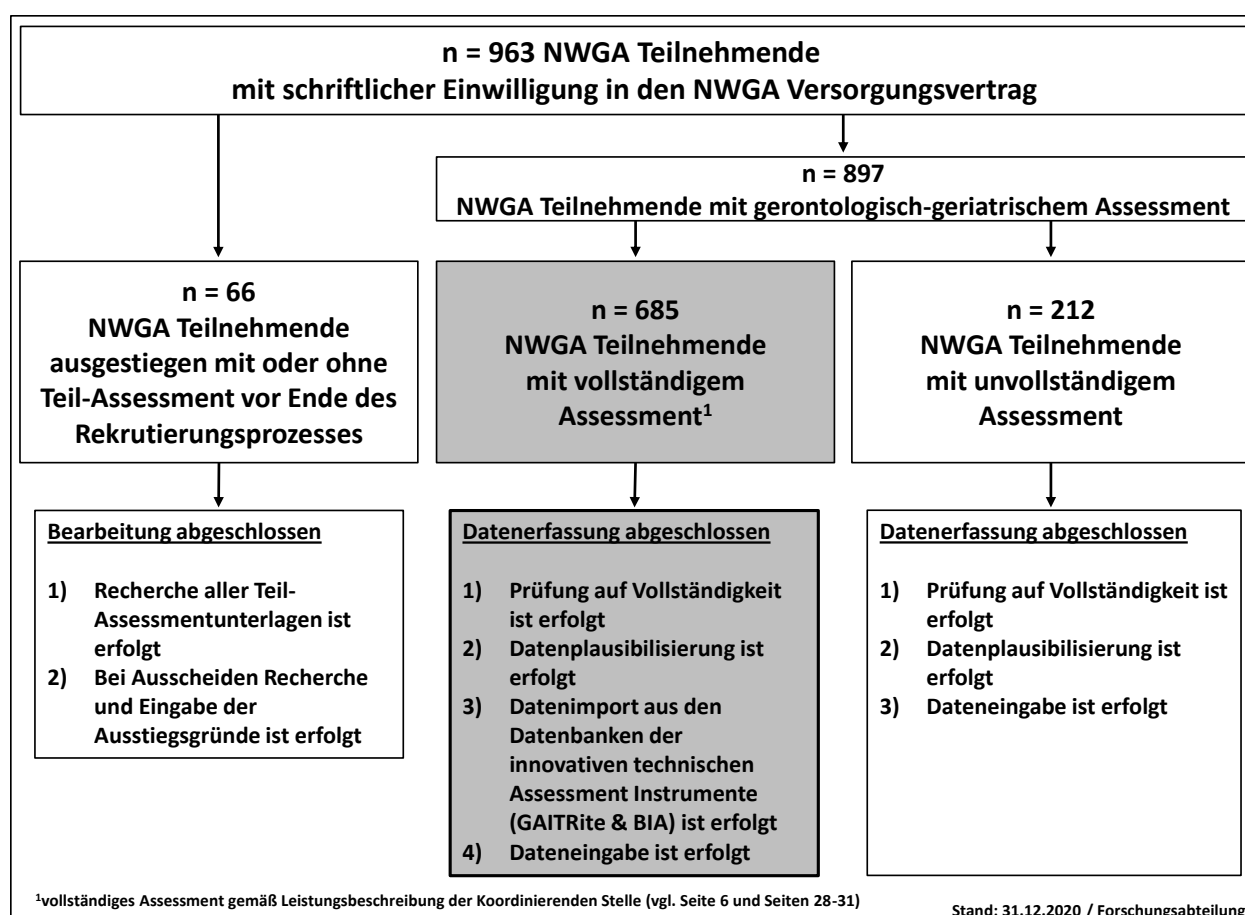 n = 963 NWGA Teilnehmende
mit schriftlicher Einwilligung in den NWGA Versorgungsvertrag
n = 897
NWGA Teilnehmende mit gerontologisch-geriatrischem Assessment
n = 66
NWGA Teilnehmende
ausgestiegen mit oder ohne
Teil-Assessment vor Ende des
Rekrutierungsprozesses
n = 685
NWGA Teilnehmende
mit vollständigem
Assessment¹
n = 212
NWGA Teilnehmende
mit unvollständigem
Assessment
Bearbeitung abgeschlossen
1) Recherche aller Teil-
Assessmentunterlagen ist
erfolgt
2) Bei Ausscheiden Recherche
und Eingabe der
Ausstiegsgründe ist erfolgt
Datenerfassung abgeschlossen
1) Prüfung auf Vollständigkeit
ist erfolgt
2) Datenplausibilisierung ist
erfolgt
3) Datenimport aus den
Datenbanken der
innovativen technischen
Assessment Instrumente
(GAITRite & BIA) ist erfolgt
4) Dateneingabe ist erfolgt
Datenerfassung abgeschlossen
1) Prüfung auf Vollständigkeit ist
erfolgt
2) Datenplausibilisierung ist
erfolgt
3) Dateneingabe ist erfolgt
¹vollständiges Assessment gemäß Leistungsbeschreibung der Koordinierenden Stelle (vgl. Seite 6 und Seiten 28-31)
Stand: 31.12.2020 / Forschungsabteilung